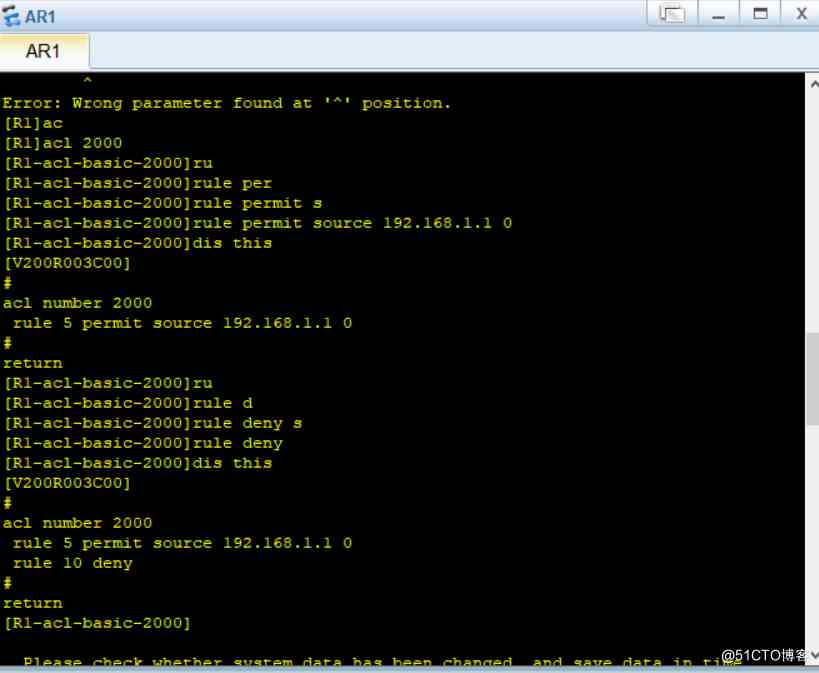 AR1
AR1
^
Error: Wrong parameter found at '^' position.
[R1]ac
[R1]acl 2000
[R1-acl-basic-2000]ru
[R1-acl-basic-2000]rule per
[R1-acl-basic-2000]rule permit s
[R1-acl-basic-2000]rule permit source 192.168.1.1 0
[R1-acl-basic-2000]dis this
[V200R003C00]
#
acl number 2000
 rule 5 permit source 192.168.1.1 0
#
return
[R1-acl-basic-2000]ru
[R1-acl-basic-2000]rule d
[R1-acl-basic-2000]rule deny s
[R1-acl-basic-2000]rule deny
[R1-acl-basic-2000]dis this
[V200R003C00]
#
acl number 2000
 rule 5 permit source 192.168.1.1 0
 rule 10 deny
#
return
[R1-acl-basic-2000]
Please check whether system data has been changed, and save data in time
@51CTO博客